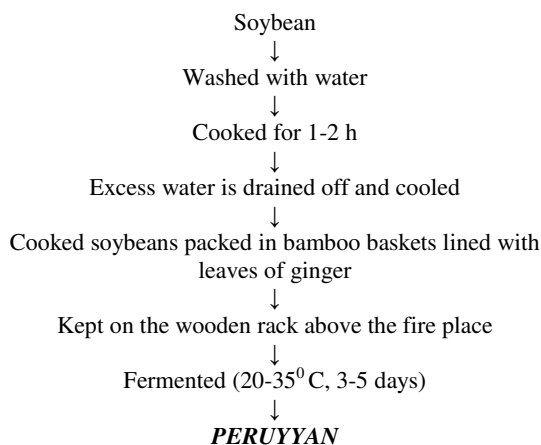 Soybean
↓
Washed with water
↓
Cooked for 1-2 h
↓
Excess water is drained off and cooled
↓
Cooked soybeans packed in bamboo baskets lined with
leaves of ginger
↓
Kept on the wooden rack above the fire place
↓
Fermented (20-35⁰ C, 3-5 days)
↓
PERUYYAN